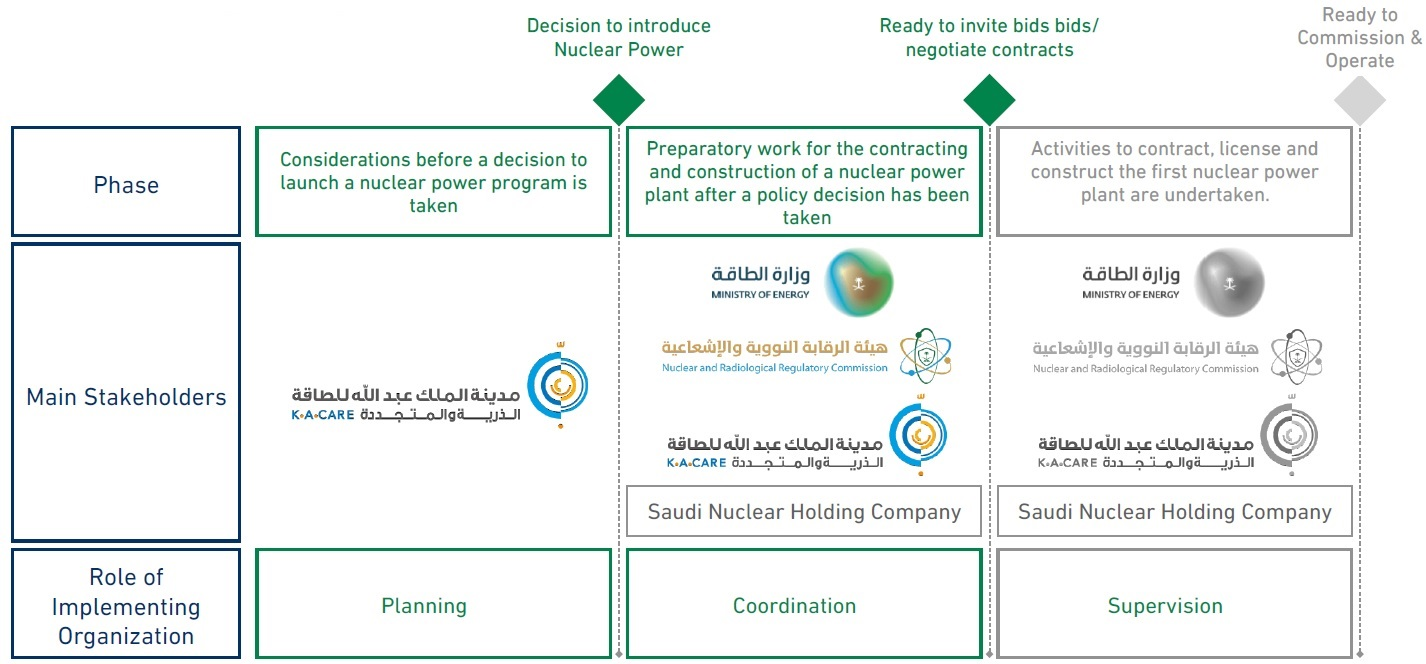 Decision to introduce
Nuclear Power
Ready to invite bids bids/
negotiate contracts
Ready to
Commission &
Operate
Phase
Considerations before a decision to
launch a nuclear power program is
taken
Preparatory work for the contracting
and construction of a nuclear power
plant after a policy decision has been
taken
Activities to contract, license and
construct the first nuclear power
plant are undertaken.
Main Stakeholders
مدينة الملك عبد الله للطاقة
K.A.CARE الذرية والمتجددة
وزارة الطاقة
MINISTRY OF ENERGY
هيئة الرقابة النووية والإشعاعية
Nuclear and Radiological Regulatory Commission
مدينة الملك عبد الله للطاقة
K.A.CARE الذرية والمتجددة
Saudi Nuclear Holding Company
وزارة الطاقة
MINISTRY OF ENERGY
هيئة الرقابة النووية والإشعاعية
Nuclear and Radiological Regulatory Commission
مدينة الملك عبد الله للطاقة
K.A.CARE الذرية والمتجددة
Saudi Nuclear Holding Company
Role of
Implementing
Organization
Planning
Coordination
Supervision